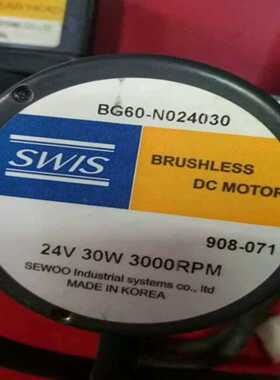 BG60-N024030
SWIS
BRUSHLESS
DC MOTOR
908-071
24V 30W 3000RPM
SEWOO Industrial systems co., ltd
MADE IN KOREA